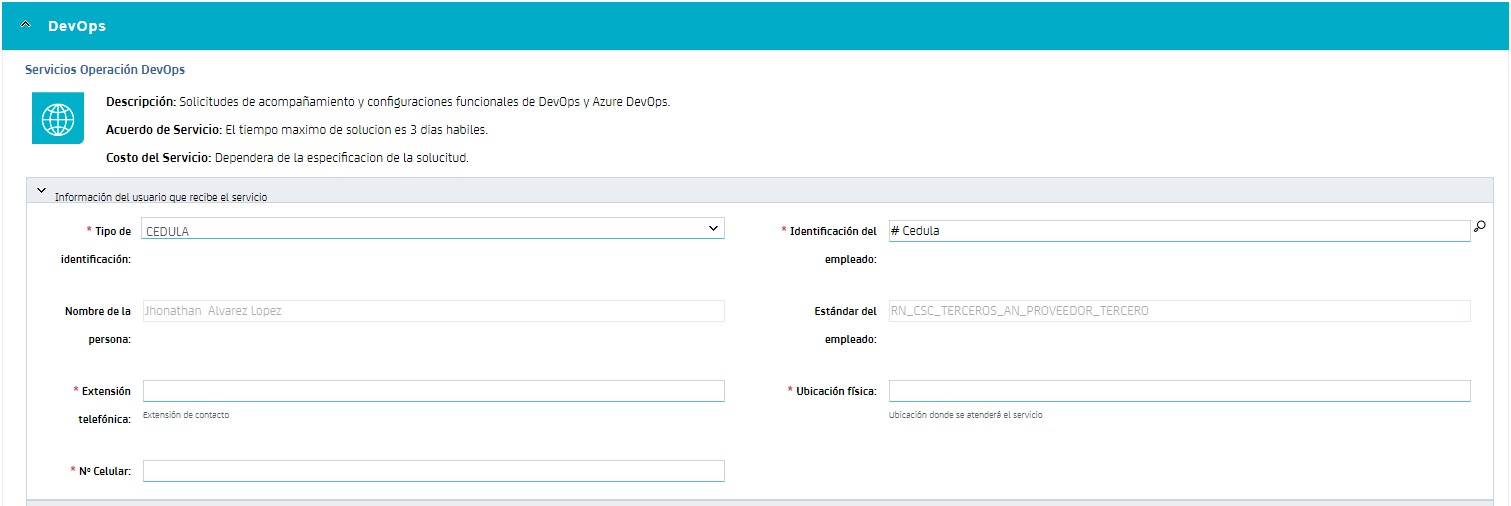 DevOps
Servicios Operación DevOps
Descripción: Solicitudes de acompañamiento y configuraciones funcionales de DevOps y Azure DevOps.
Acuerdo de Servicio: El tiempo maximo de solucion es 3 dias habiles.
Costo del Servicio: Dependera de la especificacion de la solucitud.
Información del usuario que recibe el servicio
* Tipo de identificación: CEDULA
* Identificación del empleado: # Cedula
Nombre de la persona: Jhonathan Alvarez Lopez
Estándar del empleado: RN_CSC_TERCEROS_AN_PROVEEDOR_TERCERO
* Extensión telefónica:
Extensión de contacto
* Ubicación física:
Ubicación donde se atenderá el servicio
* Nº Celular: